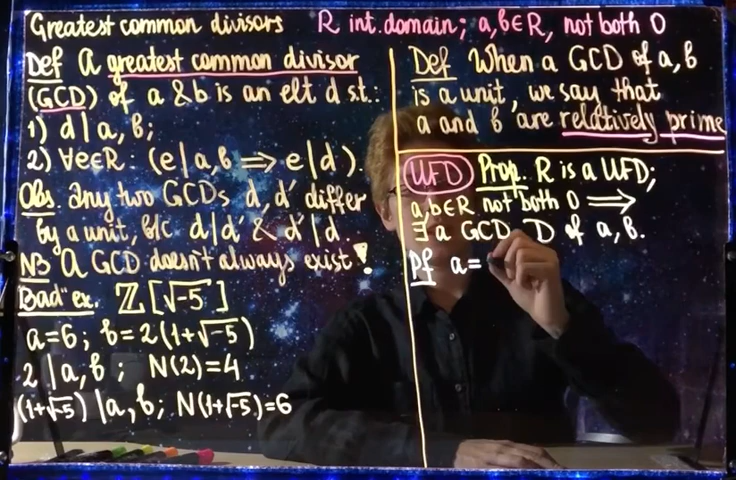 Greatest common divisors R int. domain; a,b∈R, not both 0
Def A greatest common divisor
(GCD) of a & b is an elt d s.t.:
1) d | a, b;
2) ∀e∈R: (e | a,b ⟹ e | d).
Obs. Any two GCDs d, d' differ
by a unit, b/c d | d' & d' | d
NB A GCD doesn't always exist!
"Bad" ex. ℤ[√-5]
a=6; b=2(1+√-5)
2 | a,b ; N(2)=4
(1+√-5) | a,b; N(1+√-5)=6
Def When a GCD of a, b
is a unit, we say that
a and b are relatively prime
UFD Prop. R is a UFD;
a,b∈R not both 0 ⟹
∃ a GCD D of a, b.
Pf a=